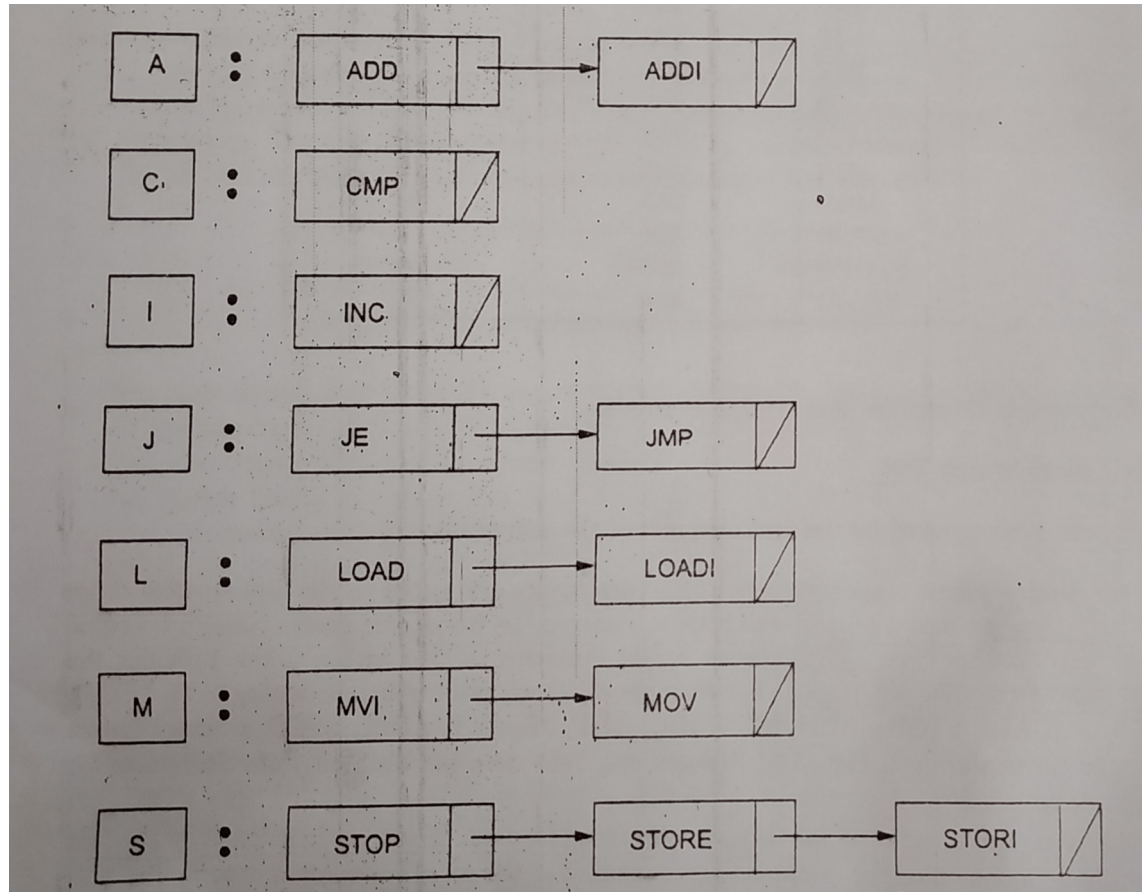 A : ADD ADDI
C : CMP
I : INC
J : JE JMP
L : LOAD LOADI
M : MVI MOV
S : STOP STORE STORI